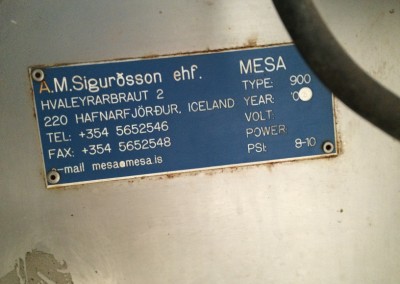 A.M.Sigurðsson ehf. MESA
HVALEYRARBRAUT 2 TYPE: 900
220 HAFNARFJÖRÐUR, ICELAND YEAR: 0
TEL: +354 5652546 VOLT:
FAX: +354 5652548 POWER:
e-mail mesa@mesa.is PSI: 8-10